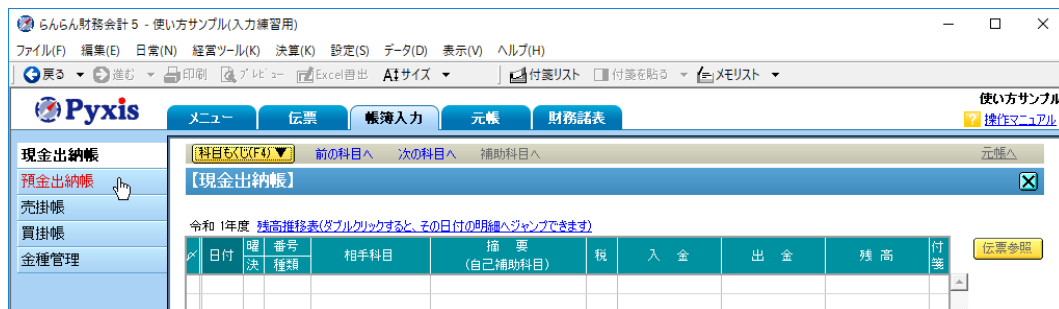 らんらん財務会計5 - 使い方サンプル(入力練習用)
ファイル(F) 編集(E) 日常(N) 経営ツール(K) 決算(K) 設定(S) データ(D) 表示(V) ヘルプ(H)
戻る 進む 印刷 プレビュー Excel書出 サイズ 付箋リスト 付箋を貼る メモリスト
使い方サンプル
Pyxis メニュー 伝票 帳簿入力 元帳 財務諸表 ? 操作マニュアル
現金出納帳 科目もくじ(F4)▼ 前の科目へ 次の科目へ 補助科目へ 元帳へ
預金出納帳 【現金出納帳】
売掛帳
買掛帳 令和 1年度 残高推移表(ダブルクリックすると、その日付の明細へジャンプできます)
金種管理
〆 日付 曜 決 番号 種類 相手科目 摘 要 (自己補助科目) 税 入 金 出 金 残 高 付箋 伝票参照